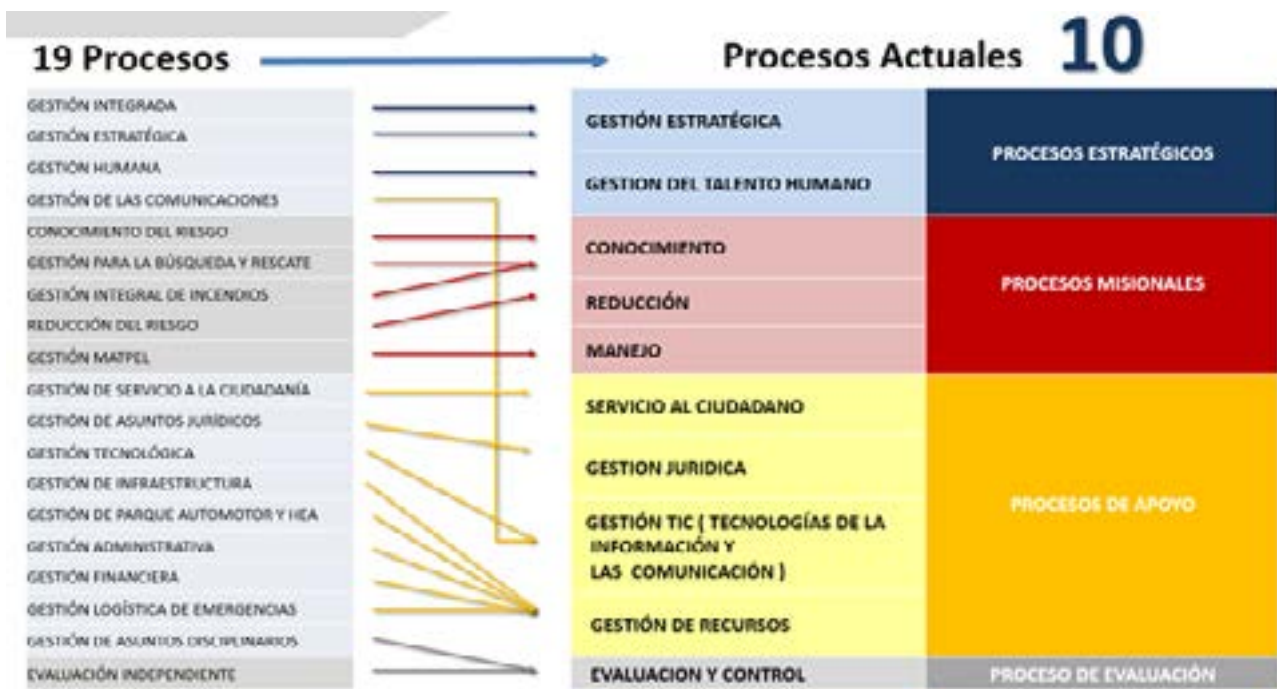 19 Procesos
Procesos Actuales 10
GESTIÓN INTEGRADA
GESTIÓN ESTRATÉGICA
GESTIÓN HUMANA
GESTIÓN DE LAS COMUNICACIONES
CONOCIMIENTO DEL RIESGO
GESTIÓN PARA LA BÚSQUEDA Y RESCATE
GESTIÓN INTEGRAL DE INCENDIOS
REDUCCIÓN DEL RIESGO
GESTIÓN MATPEL
GESTIÓN DE SERVICIO A LA CIUDADANÍA
GESTIÓN DE ASUNTOS JURÍDICOS
GESTIÓN TECNOLÓGICA
GESTIÓN DE INFRAESTRUCTURA
GESTIÓN DE PARQUE AUTOMOTOR Y HEA
GESTIÓN ADMINISTRATIVA
GESTIÓN FINANCIERA
GESTIÓN LOGÍSTICA DE EMERGENCIAS
GESTIÓN DE ASUNTOS DISCIPLINARIOS
EVALUACIÓN INDEPENDIENTE
GESTIÓN ESTRATÉGICA
GESTION DEL TALENTO HUMANO
CONOCIMIENTO
REDUCCIÓN
MANEJO
SERVICIO AL CIUDADANO
GESTION JURIDICA
GESTIÓN TIC ( TECNOLOGÍAS DE LA
INFORMACIÓN Y
LAS COMUNICACIÓN )
GESTIÓN DE RECURSOS
EVALUACION Y CONTROL
PROCESOS ESTRATÉGICOS
PROCESOS MISIONALES
PROCESOS DE APOYO
PROCESO DE EVALUACIÓN